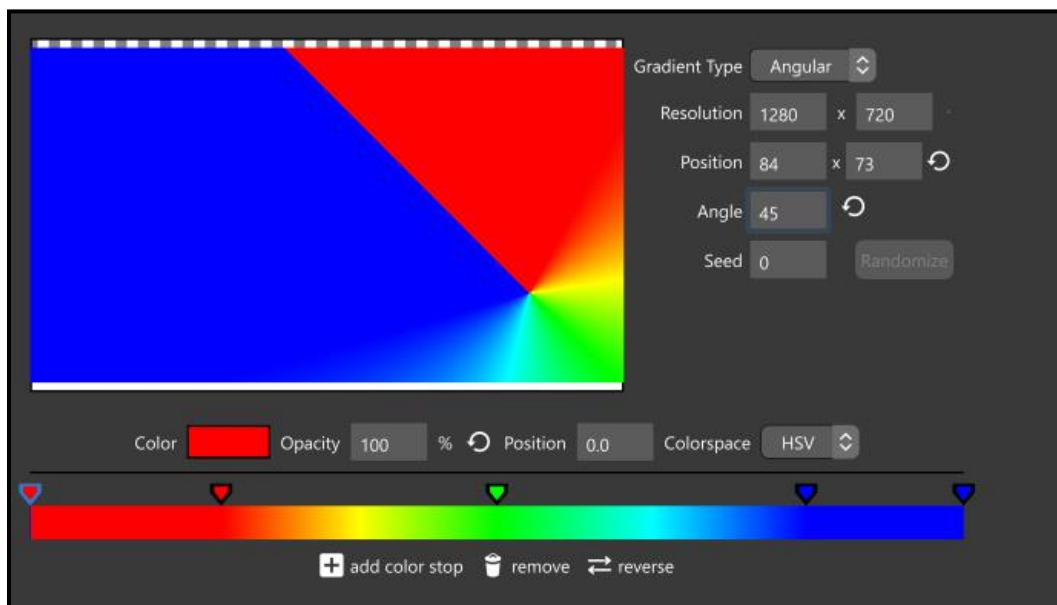 Gradient Type Angular
Resolution 1280 x 720
Position 84 x 73
Angle 45
Seed 0 Randomize
Color Opacity 100 % Position 0.0 Colorspace HSV
add color stop remove reverse